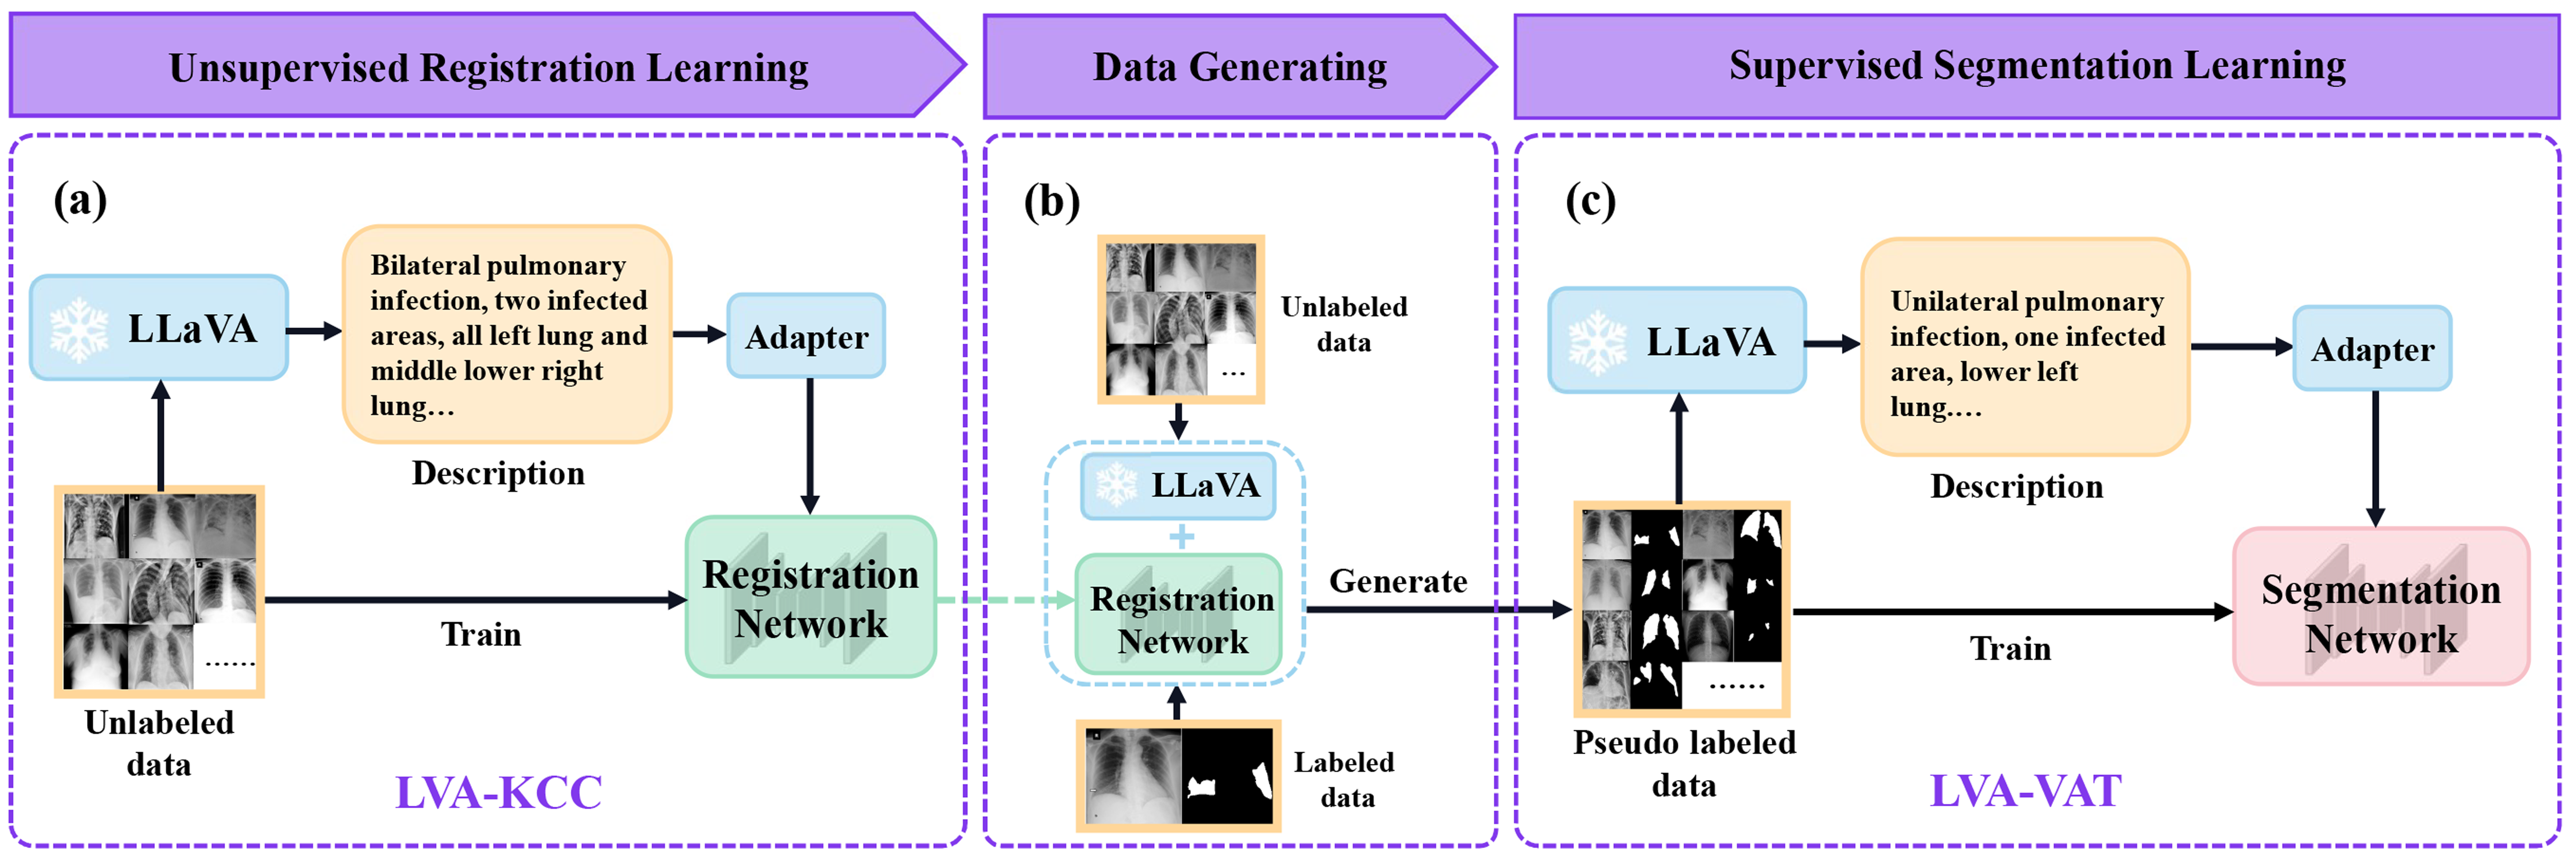 Unsupervised Registration Learning
Data Generating
Supervised Segmentation Learning
(a)
LLaVA
Bilateral pulmonary
infection, two infected
areas, all left lung and
middle lower right
lung…
Description
Adapter
Registration
Network
Train
Unlabeled
data
LVA-KCC
(b)
Unlabeled
data
...
LLaVA
+
Registration
Network
Generate
Labeled
data
(c)
LLaVA
Unilateral pulmonary
infection, one infected
area, lower left
lung.…
Description
Adapter
Segmentation
Network
Train
......
Pseudo labeled
data
LVA-VAT